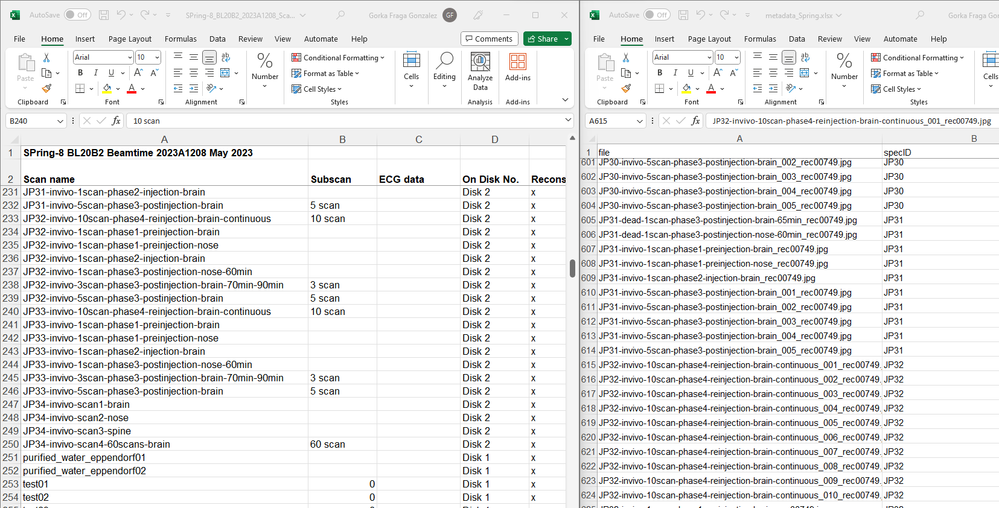 AutoSave Off SPring-8_BL20B2_2023A1208_Sca... Gorka Fraga Gonzalez GF
File Home Insert Page Layout Formulas Data Review View Automate Help Comments Share
Paste Arial 10 B I U A A Number Conditional Formatting Format as Table Cell Styles Cells Editing Analyze Data Add-ins
Clipboard Font Alignment Styles Analysis Add-ins
B240 fx 10 scan
A B C D
1 SPring-8 BL20B2 Beamtime 2023A1208 May 2023
2 Scan name Subscan ECG data On Disk No. Recons
231 JP31-invivo-1scan-phase2-injection-brain Disk 2 x
232 JP31-invivo-5scan-phase3-postinjection-brain 5 scan Disk 2 x
233 JP32-invivo-10scan-phase4-reinjection-brain-continuous 10 scan Disk 2 x
234 JP32-invivo-1scan-phase1-preinjection-brain Disk 2 x
235 JP32-invivo-1scan-phase1-preinjection-nose Disk 2 x
236 JP32-invivo-1scan-phase2-injection-brain Disk 2 x
237 JP32-invivo-1scan-phase3-postinjection-nose-60min Disk 2 x
238 JP32-invivo-3scan-phase3-postinjection-brain-70min-90min 3 scan Disk 2 x
239 JP32-invivo-5scan-phase3-postinjection-brain 5 scan Disk 2 x
240 JP33-invivo-10scan-phase4-reinjection-brain-continuous 10 scan Disk 2 x
241 JP33-invivo-1scan-phase1-preinjection-brain Disk 2 x
242 JP33-invivo-1scan-phase1-preinjection-nose Disk 2 x
243 JP33-invivo-1scan-phase2-injection-brain Disk 2 x
244 JP33-invivo-1scan-phase3-postinjection-nose-60min Disk 2 x
245 JP33-invivo-3scan-phase3-postinjection-brain-70min-90min 3 scan Disk 2 x
246 JP33-invivo-5scan-phase3-postinjection-brain 5 scan Disk 2 x
247 JP34-invivo-scan1-brain Disk 2 x
248 JP34-invivo-scan2-nose Disk 2 x
249 JP34-invivo-scan3-spine Disk 2 x
250 JP34-invivo-scan4-60scans-brain 60 scan Disk 2 x
251 purified_water_eppendorf01 Disk 1 x
252 purified_water_eppendorf02 Disk 1 x
253 test01 0 Disk 1 x
254 test02 0 Disk 1 x
AutoSave Off metadata_Spring.xlsx Gorka Fraga Gor
File Home Insert Page Layout Formulas Data Review View Automate Help
Paste Arial 10 B I U A A Number Conditional Formatting Format as Table Cell Styles Cells
Clipboard Font Alignment Styles
A615 fx JP32-invivo-10scan-phase4-reinjection-brain-continuous_001_rec00749.jpg
A B
1 file specID
601 JP30-invivo-5scan-phase3-postinjection-brain_002_rec00749.jpg JP30
602 JP30-invivo-5scan-phase3-postinjection-brain_003_rec00749.jpg JP30
603 JP30-invivo-5scan-phase3-postinjection-brain_004_rec00749.jpg JP30
604 JP30-invivo-5scan-phase3-postinjection-brain_005_rec00749.jpg JP30
605 JP31-dead-1scan-phase3-postinjection-brain-65min_rec00749.jpg JP31
606 JP31-dead-1scan-phase3-postinjection-nose-60min_rec00749.jpg JP31
607 JP31-invivo-1scan-phase1-preinjection-brain_rec00749.jpg JP31
608 JP31-invivo-1scan-phase1-preinjection-nose_rec00749.jpg JP31
609 JP31-invivo-1scan-phase2-injection-brain_rec00749.jpg JP31
610 JP31-invivo-5scan-phase3-postinjection-brain_001_rec00749.jpg JP31
611 JP31-invivo-5scan-phase3-postinjection-brain_002_rec00749.jpg JP31
612 JP31-invivo-5scan-phase3-postinjection-brain_003_rec00749.jpg JP31
613 JP31-invivo-5scan-phase3-postinjection-brain_004_rec00749.jpg JP31
614 JP31-invivo-5scan-phase3-postinjection-brain_005_rec00749.jpg JP31
615 JP32-invivo-10scan-phase4-reinjection-brain-continuous_001_rec00749. JP32
616 JP32-invivo-10scan-phase4-reinjection-brain-continuous_002_rec00749. JP32
617 JP32-invivo-10scan-phase4-reinjection-brain-continuous_003_rec00749. JP32
618 JP32-invivo-10scan-phase4-reinjection-brain-continuous_004_rec00749. JP32
619 JP32-invivo-10scan-phase4-reinjection-brain-continuous_005_rec00749. JP32
620 JP32-invivo-10scan-phase4-reinjection-brain-continuous_006_rec00749. JP32
621 JP32-invivo-10scan-phase4-reinjection-brain-continuous_007_rec00749. JP32
622 JP32-invivo-10scan-phase4-reinjection-brain-continuous_008_rec00749. JP32
623 JP32-invivo-10scan-phase4-reinjection-brain-continuous_009_rec00749. JP32
624 JP32-invivo-10scan-phase4-reinjection-brain-continuous_010_rec00749. JP32